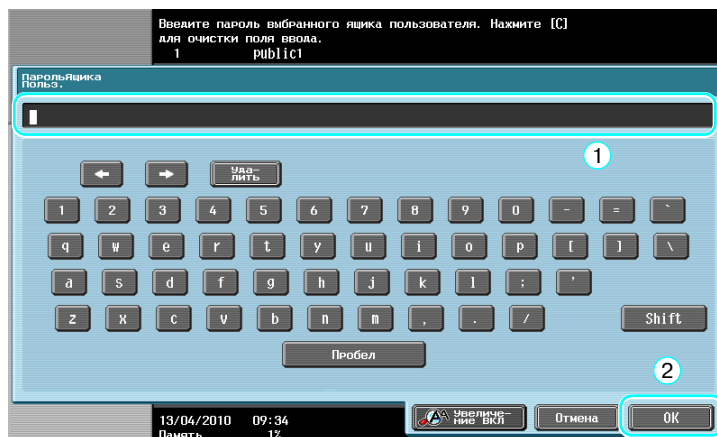 Введите пароль выбранного ящика пользователя. Нажмите [C]
для очистки поля ввода.
1 public1
ПарольЯщика
Польз.
1
← → Уда-
лить
1 2 3 4 5 6 7 8 9 0 - = `
q w e r t y u i o p [ ] \
a s d f g h j k l ; '
z x c v b n m , . / Shift
Пробел
2
Увеличе-
ние ВКЛ
Отмена
OK
13/04/2010 09:34
Память 1%